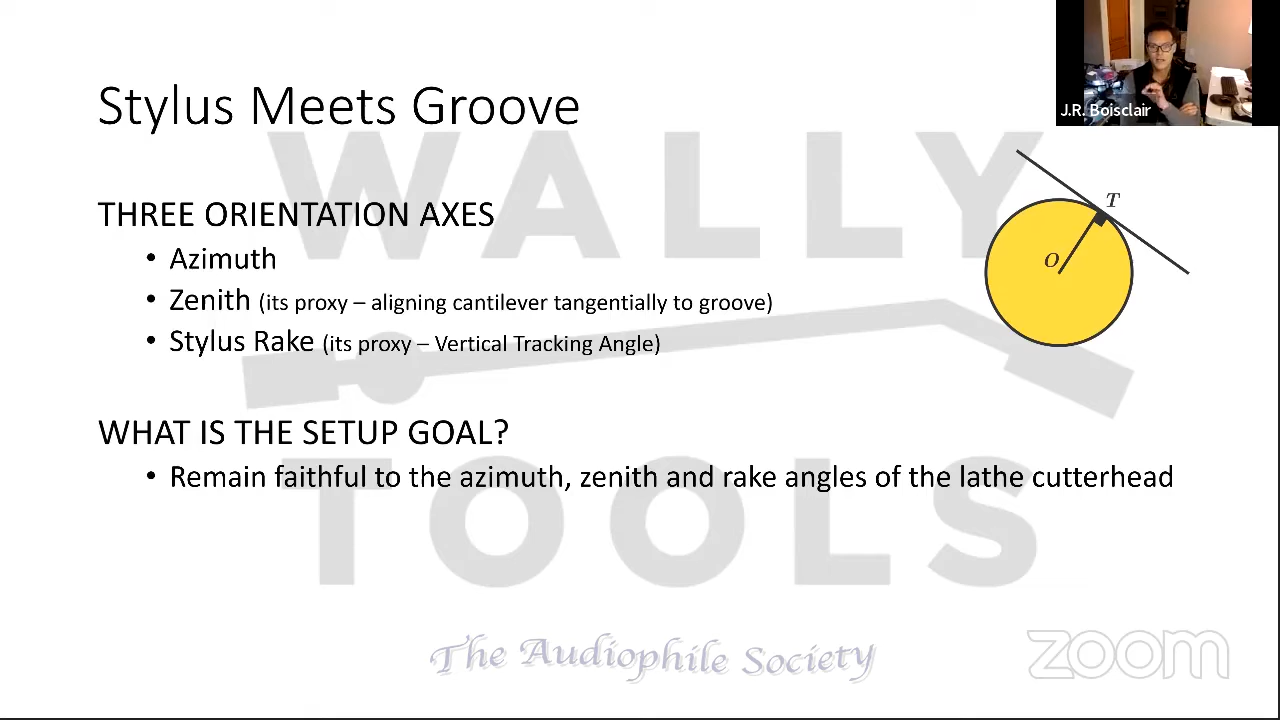 Stylus Meets Groove
J.R. Boisclair
WALLY
THREE ORIENTATION AXES
• Azimuth
• Zenith (its proxy – aligning cantilever tangentially to groove)
• Stylus Rake (its proxy – Vertical Tracking Angle)
T
O
WHAT IS THE SETUP GOAL?
• Remain faithful to the azimuth, zenith and rake angles of the lathe cutterhead
TOOLS
The Audiophile Society
zoom